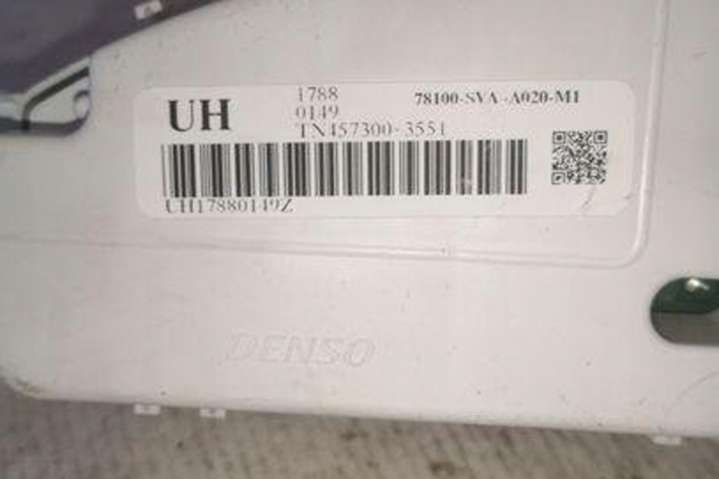 UH
1788
0149
TN457300-3551
78100-SVA-A020-M1
UH17880149Z
DENSO